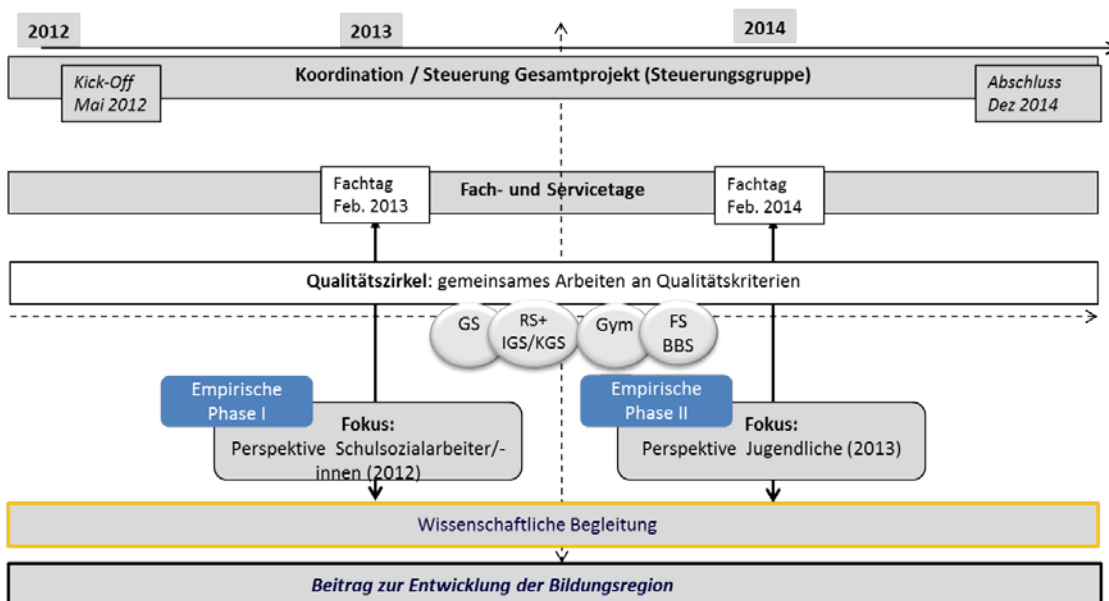 2012
2013
2014
Koordination / Steuerung Gesamtprojekt (Steuerungsgruppe)
Kick-Off
Mai 2012
Abschluss
Dez 2014
Fachtag
Feb. 2013
Fach- und Servicetage
Fachtag
Feb. 2014
Qualitätszirkel: gemeinsames Arbeiten an Qualitätskriterien
GS
RS+
IGS/KGS
Gym
FS
BBS
Empirische
Phase I
Fokus:
Perspektive Schulsozialarbeiter/-
innen (2012)
Empirische
Phase II
Fokus:
Perspektive Jugendliche (2013)
Wissenschaftliche Begleitung
Beitrag zur Entwicklung der Bildungsregion